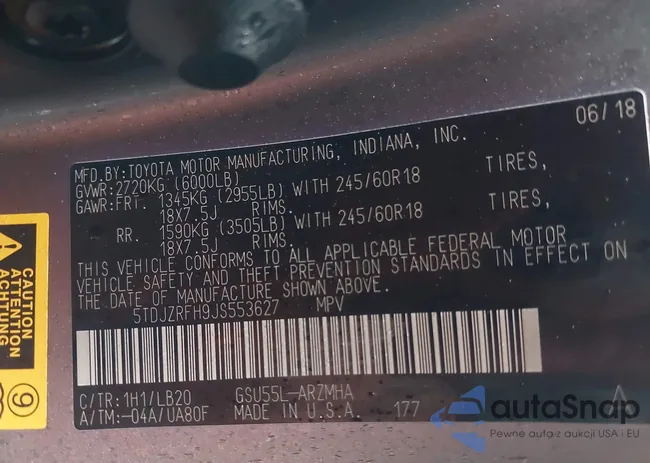 06/18
MFD.BY:TOYOTA MOTOR MANUFACTURING, INDIANA, INC.
GVWR:2720KG (6000LB)
GAWR:FRT. 1345KG (2955LB) WITH 245/60R18 TIRES,
18X7.5J RIMS.
RR. 1590KG (3505LB) WITH 245/60R18 TIRES,
18X7.5J RIMS.
THIS VEHICLE CONFORMS TO ALL APPLICABLE FEDERAL MOTOR
VEHICLE SAFETY AND THEFT PREVENTION STANDARDS IN EFFECT ON
THE DATE OF MANUFACTURE SHOWN ABOVE.
5TDJZRFH9JS553627 MPV
C/TR:1H1/LB20 GSU55L-ARZMHA
A/TM:-04A/UA80F MADE IN U.S.A. 177 A
CAUTION
ATTENTION
ACHTUNG
9
autaSnap
Pewne auta z aukcji USA i EU